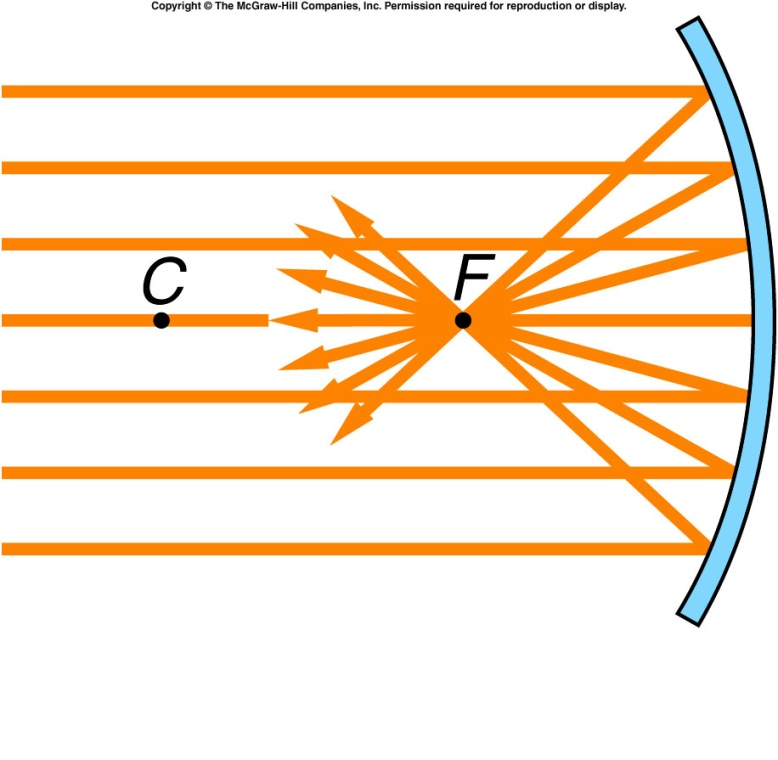 Copyright © The McGraw-Hill Companies, Inc. Permission required for reproduction or display.
C
F